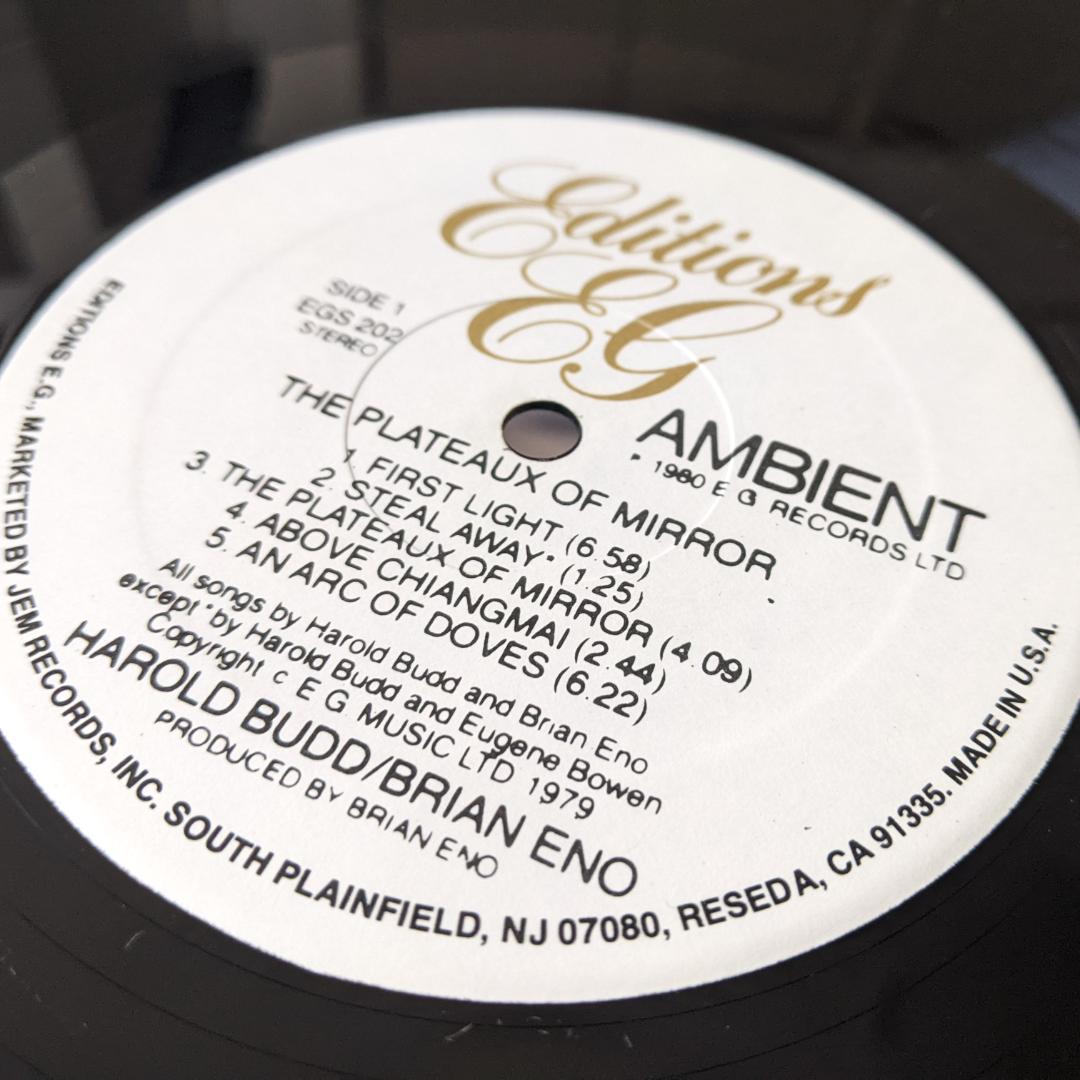 Editions
EG
SIDE 1
EGS 202
STEREO
AMBIENT
• 1980 E G RECORDS LTD
THE PLATEAUX OF MIRROR
1. FIRST LIGHT (6.58)
2. STEAL AWAY* (1.25)
3. THE PLATEAUX OF MIRROR (4.09)
4. ABOVE CHIANGMAI (2.44)
5. AN ARC OF DOVES (6.22)
All songs by Harold Budd and Brian Eno
except *by Harold Budd and Eugene Bowen
Copyright c E G MUSIC LTD 1979
HAROLD BUDD/BRIAN ENO
PRODUCED BY BRIAN ENO
EDITIONS E.G., MARKETED BY JEM RECORDS, INC. SOUTH PLAINFIELD, NJ 07080, RESEDA, CA 91335. MADE IN U.S.A.